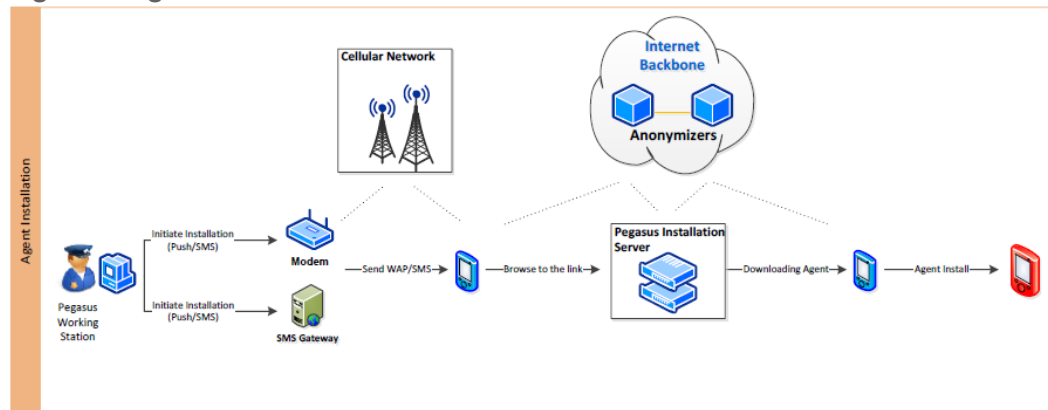 Cellular Network
Internet
Backbone
Anonymizers
Agent Installation
Initiate Installation
(Push/SMS)
Modem
Pegasus
Working
Station
Initiate Installation
(Push/SMS)
SMS Gateway
Send WAP/SMS
Browse to the link
Pegasus Installation
Server
Downloading Agent
Agent Install